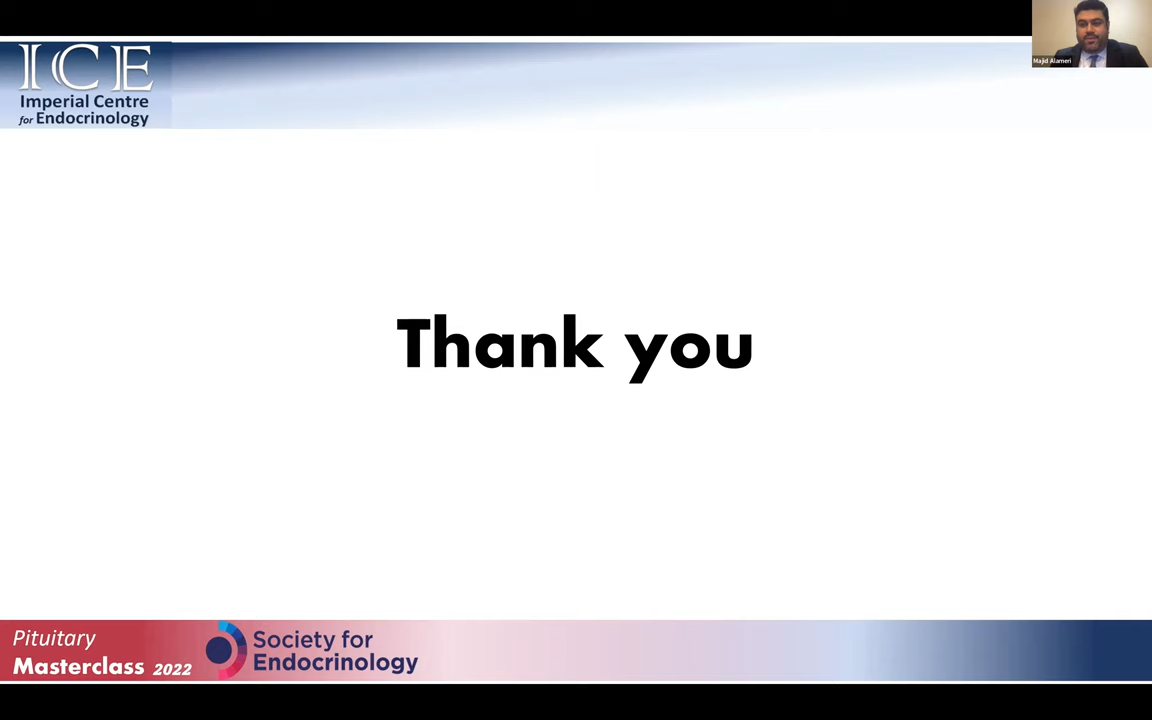 ICE
Imperial Centre
for Endocrinology
Majid Alameri
Thank you
Pituitary
Masterclass 2022
Society for
Endocrinology